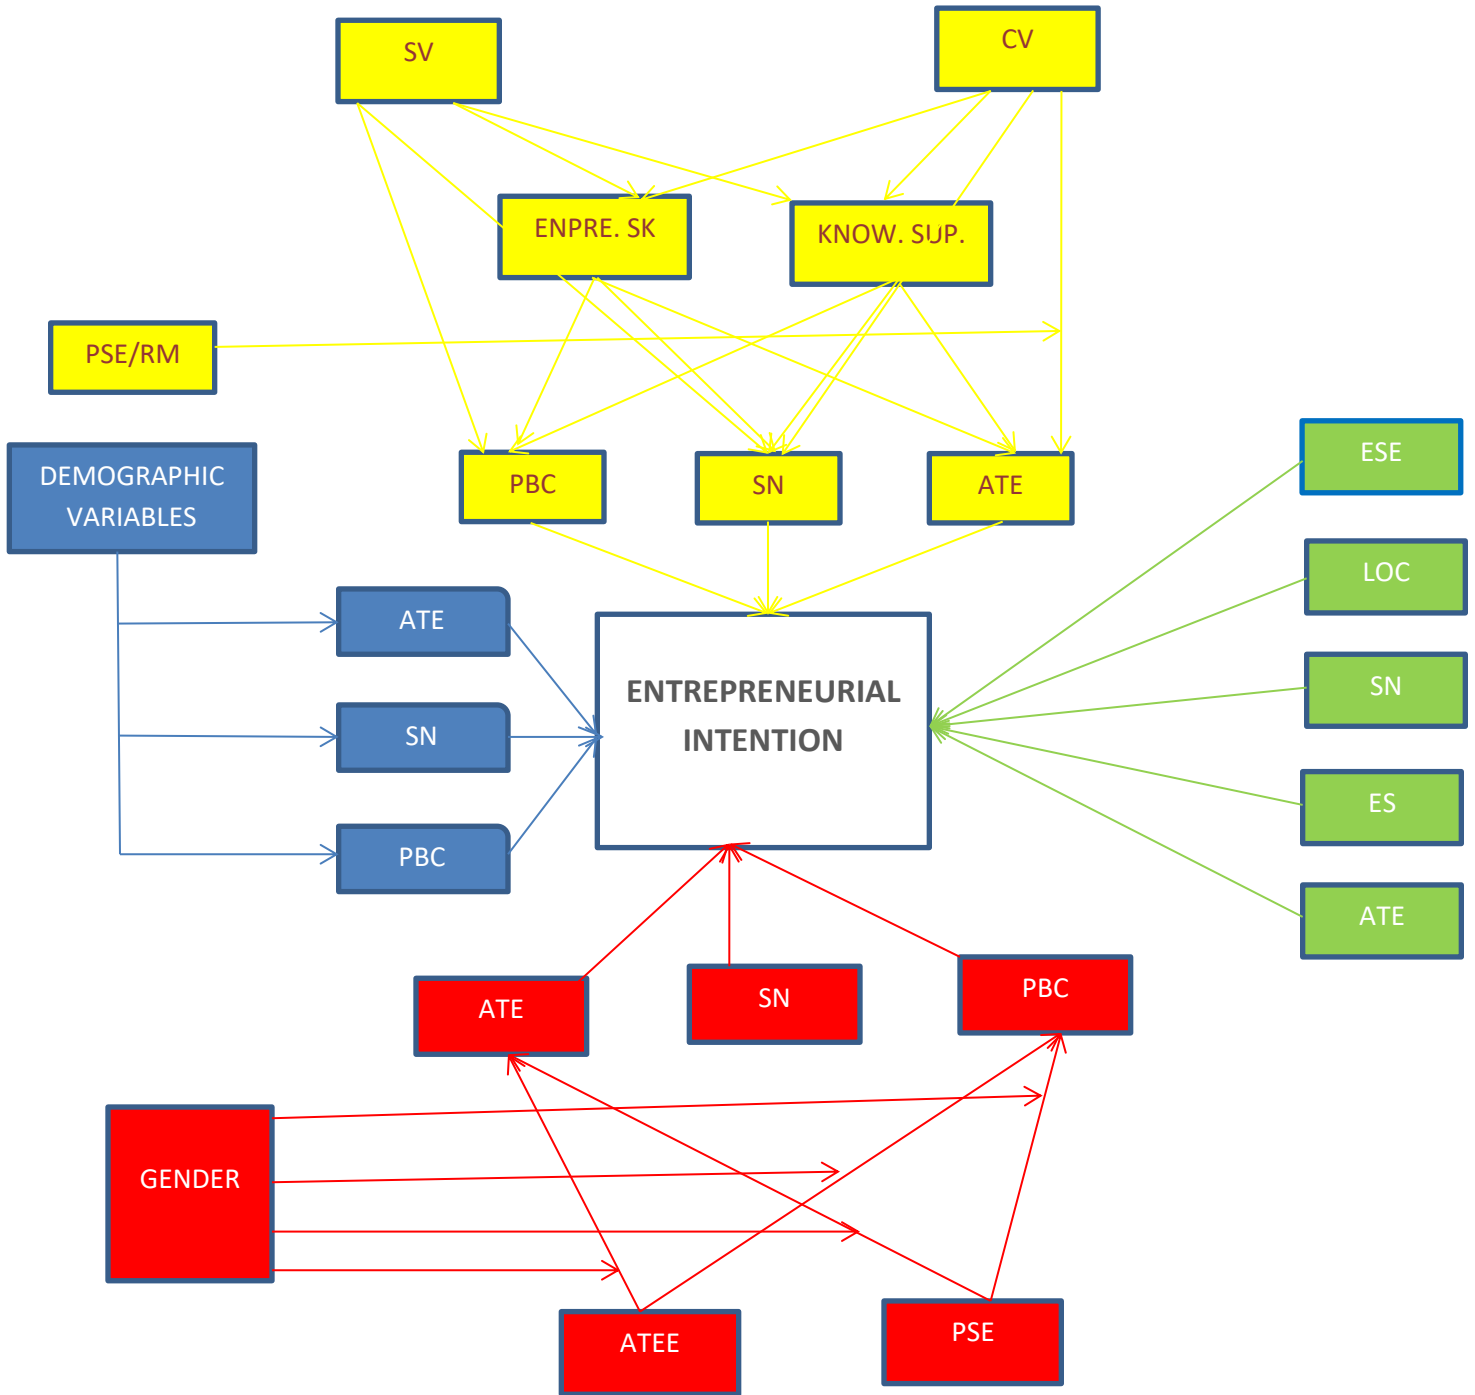 SV
CV
ENPRE. SK
KNOW. SUP.
PSE/RM
DEMOGRAPHIC
VARIABLES
PBC
SN
ATE
ESE
LOC
SN
ES
ATE
ATE
SN
PBC
ENTREPRENEURIAL
INTENTION
ATE
SN
PBC
GENDER
ATEE
PSE